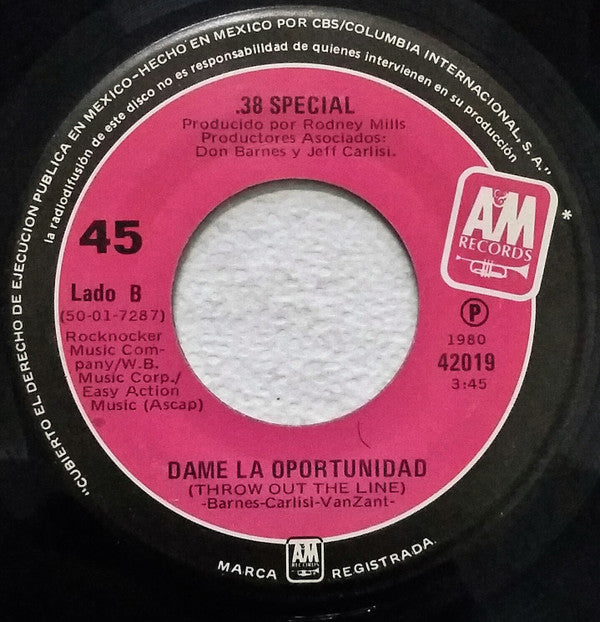 "CUBIERTO EL DERECHO DE EJECUCION PUBLICA EN MEXICO-HECHO EN MEXICO POR CBS/COLUMBIA INTERNACIONAL, S.A."
la radiodifusión de este disco no es responsabilidad de quienes intervienen en su producción
*
.38 SPECIAL
Producido por Rodney Mills
Productores Asociados:
Don Barnes y Jeff Carlisi.
A&M
RECORDS
45
Lado B
(50-01-7287)
Rocknocker
Music Com-
pany/W.B.
Music Corp./
Easy Action
Music (Ascap)
P
1980
42019
3:45
DAME LA OPORTUNIDAD
(THROW OUT THE LINE)
-Barnes-Carlisi-VanZant-
MARCA A&M RECORDS REGISTRADA.